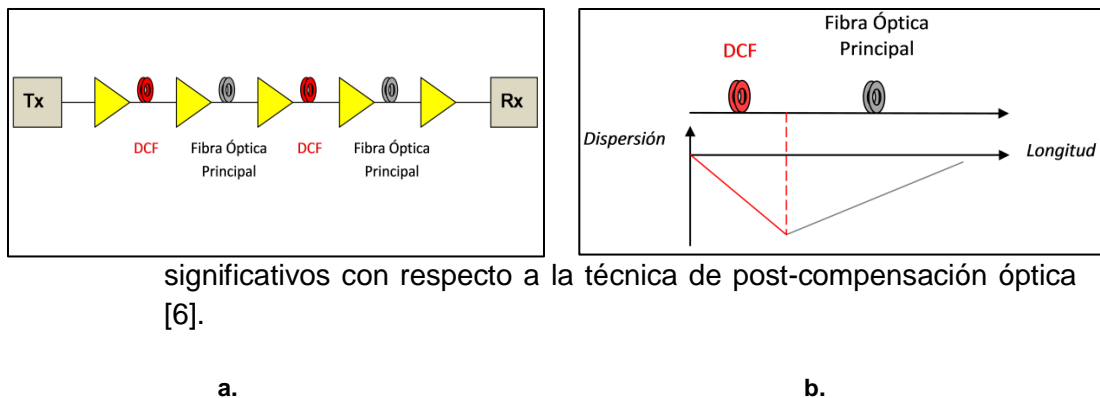 Tx
Rx
DCF
Fibra Óptica
Principal
DCF
Fibra Óptica
Principal
Fibra Óptica
Principal
DCF
Dispersión
Longitud
significativos con respecto a la técnica de post-compensación óptica
[6].
a.
b.